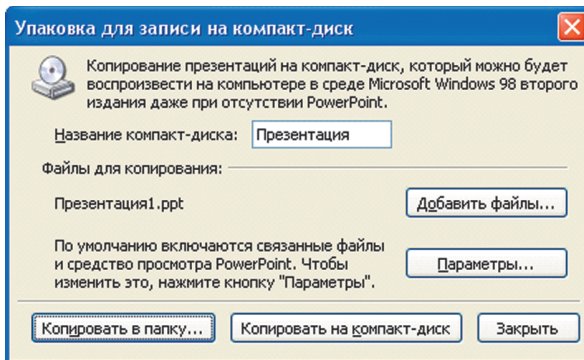 Упаковка для записи на компакт-диск
Копирование презентаций на компакт-диск, который можно будет
воспроизвести на компьютере в среде Microsoft Windows 98 второго
издания даже при отсутствии PowerPoint.
Название компакт-диска: Презентация
Файлы для копирования:
Презентация1.ppt Добавить файлы...
По умолчанию включаются связанные файлы
и средство просмотра PowerPoint. Чтобы
изменить это, нажмите кнопку "Параметры".
Параметры...
Копировать в папку... Копировать на компакт-диск Закрыть